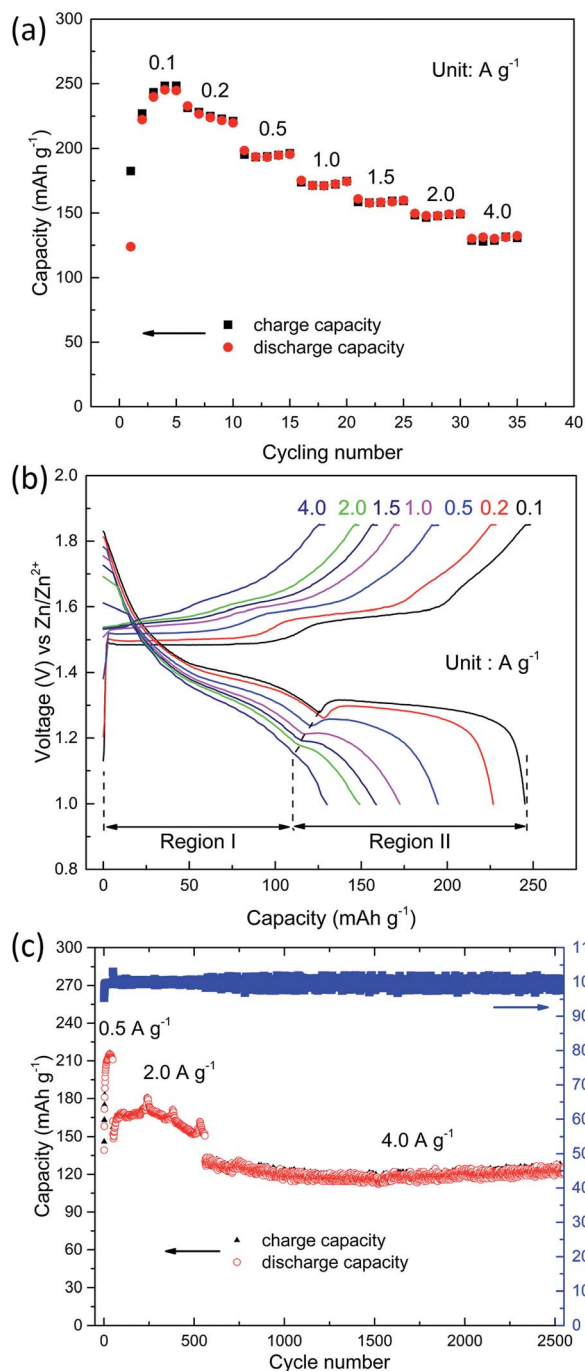 (a)
300
250
200
150
100
50
0
Capacity (mAh g⁻¹)
0.1
0.2
0.5
1.0
1.5
2.0
4.0
Unit: A g⁻¹
charge capacity
discharge capacity
0 5 10 15 20 25 30 35 40
Cycling number
(b)
2.0
1.8
1.6
1.4
1.2
1.0
0.8
Voltage (V) vs Zn/Zn²⁺
4.0 2.0 1.5 1.0 0.5 0.2 0.1
Unit : A g⁻¹
Region I
Region II
0 50 100 150 200 250
Capacity (mAh g⁻¹)
(c)
300
270
240
210
180
150
120
90
60
30
0
Capacity (mAh g⁻¹)
0.5 A g⁻¹
2.0 A g⁻¹
4.0 A g⁻¹
charge capacity
discharge capacity
0 500 1000 1500 2000 2500
Cycle number